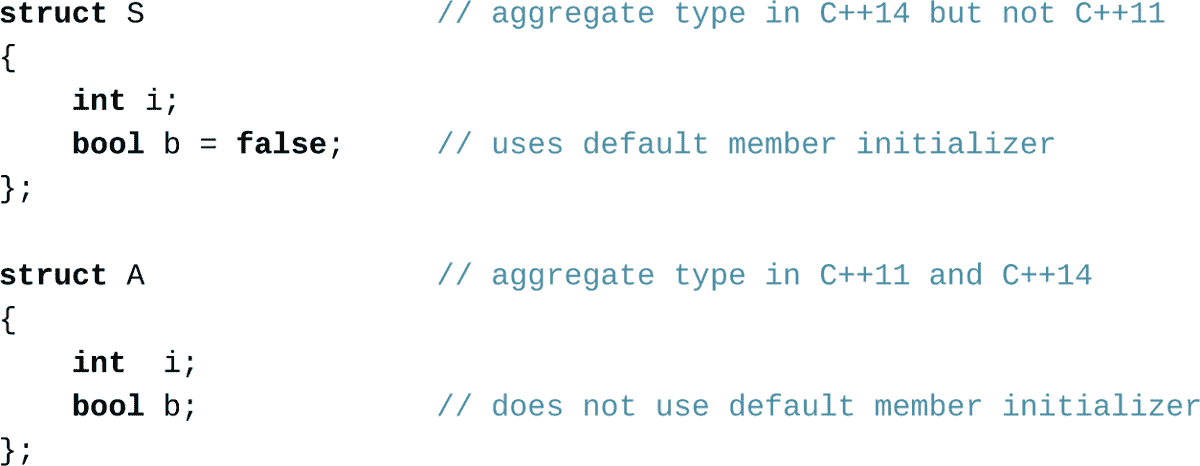 struct S                // aggregate type in C++14 but not C++11
{
    int i;
    bool b = false;     // uses default member initializer
};

struct A                // aggregate type in C++11 and C++14
{
    int  i;
    bool b;             // does not use default member initializer
};